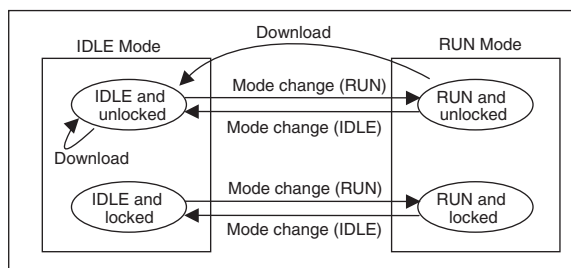 Download
IDLE Mode
RUN Mode
IDLE and
unlocked
Mode change (RUN)
RUN and
unlocked
Mode change (IDLE)
Download
IDLE and
locked
Mode change (RUN)
RUN and
locked
Mode change (IDLE)